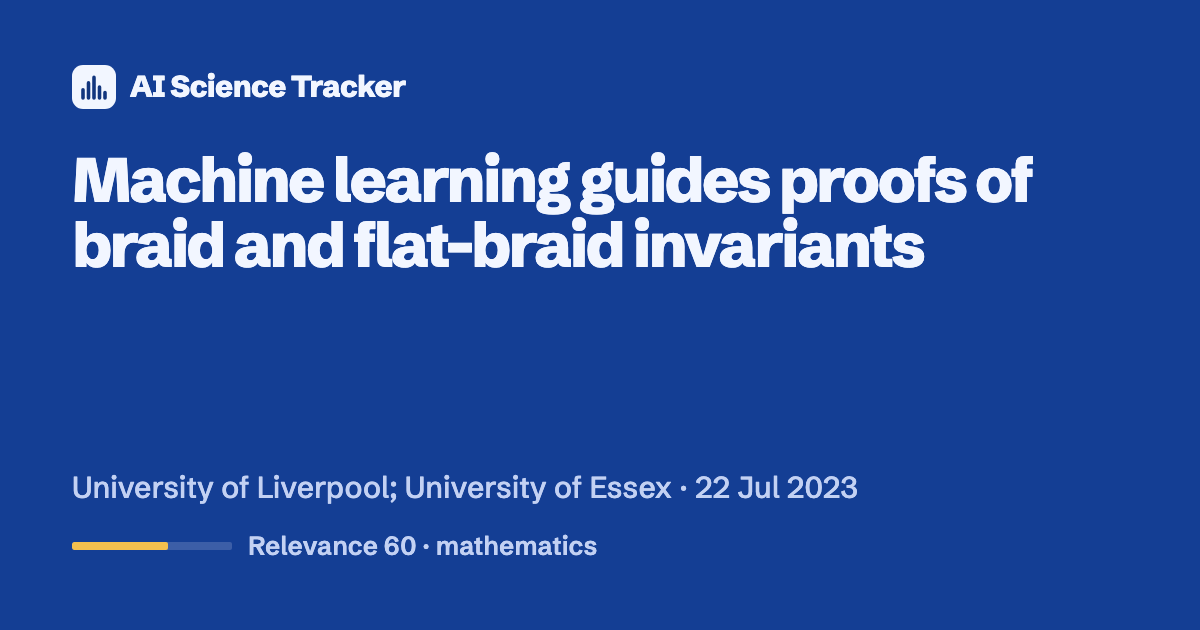 AI Science Tracker
Machine learning guides proofs of
braid and flat-braid invariants
University of Liverpool; University of Essex · 22 Jul 2023
Relevance 60 · mathematics